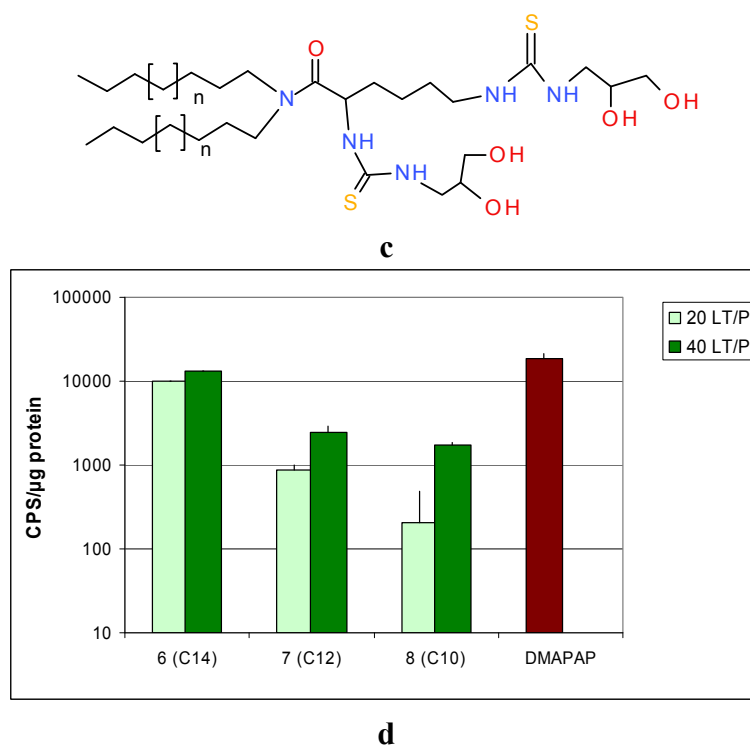 S
O
N
NH
NH
OH
OH
n
n
NH
NH
OH
S
OH
c
100000
10000
1000
100
10
CPS/µg protein
6 (C14)
7 (C12)
8 (C10)
DMAPAP
20 LT/P
40 LT/P
d